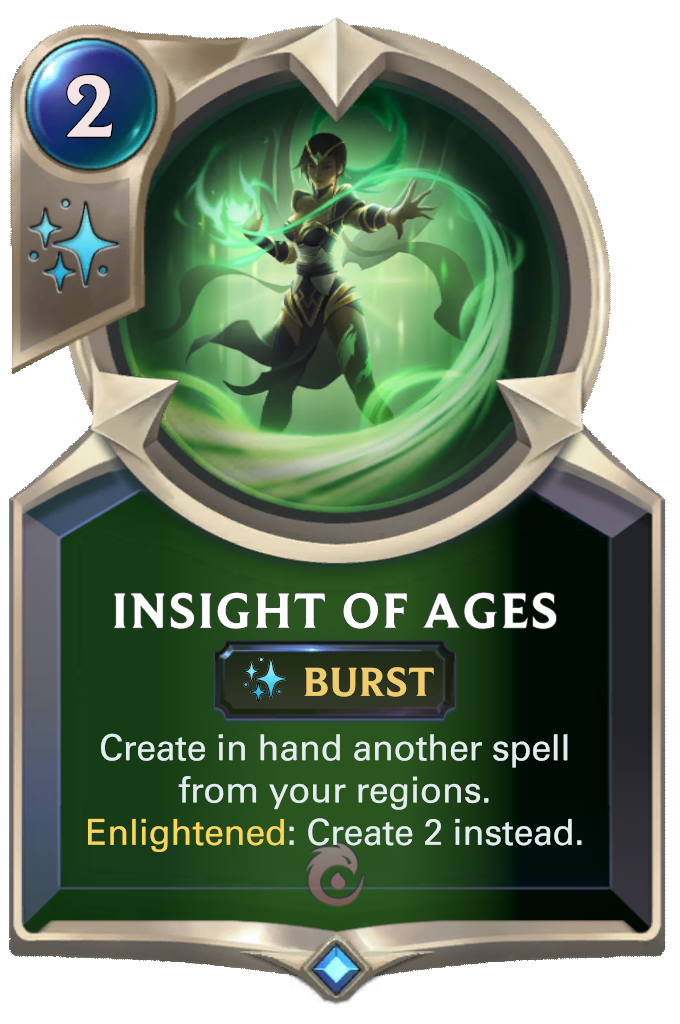 2
INSIGHT OF AGES
BURST
Create in hand another spell
from your regions.
Enlightened: Create 2 instead.